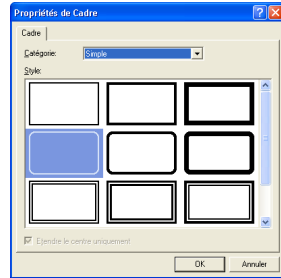 Propriétés de Cadre
Cadre
Catégorie:
Simple
Style:
Étendre le centre uniquement
OK
Annuler